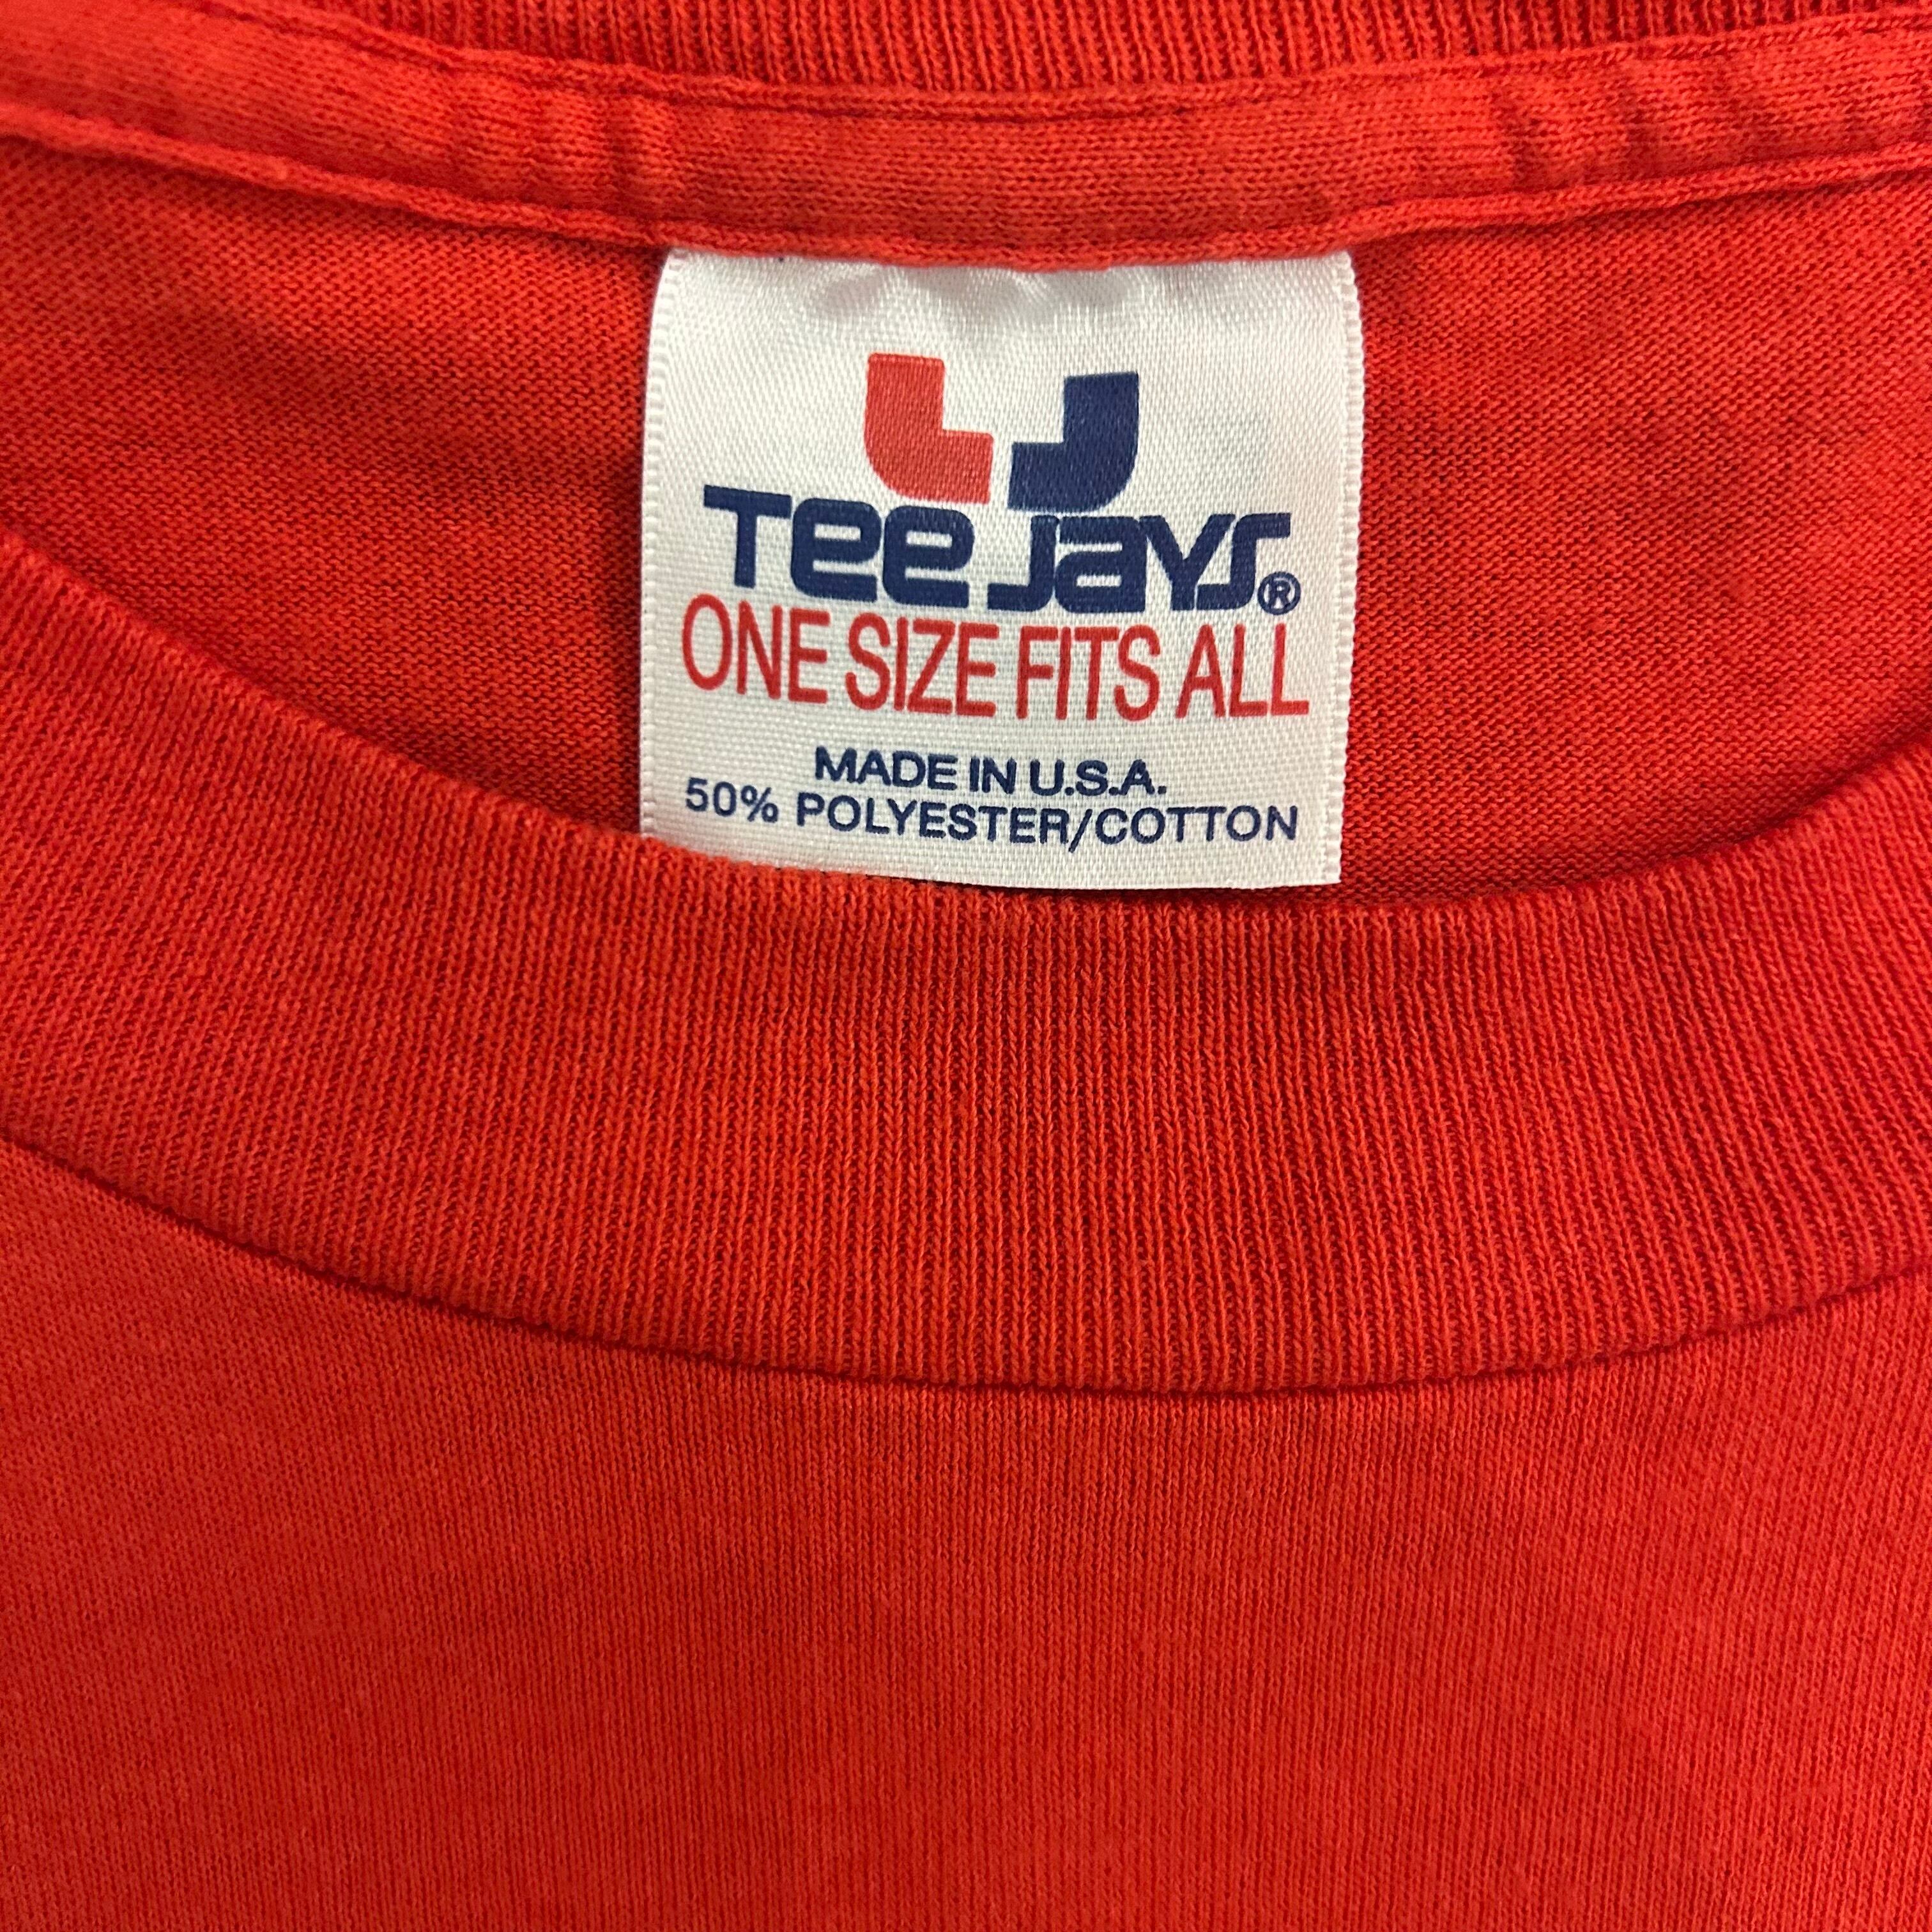 Tee Jays®
ONE SIZE FITS ALL
MADE IN U.S.A.
50% POLYESTER/COTTON